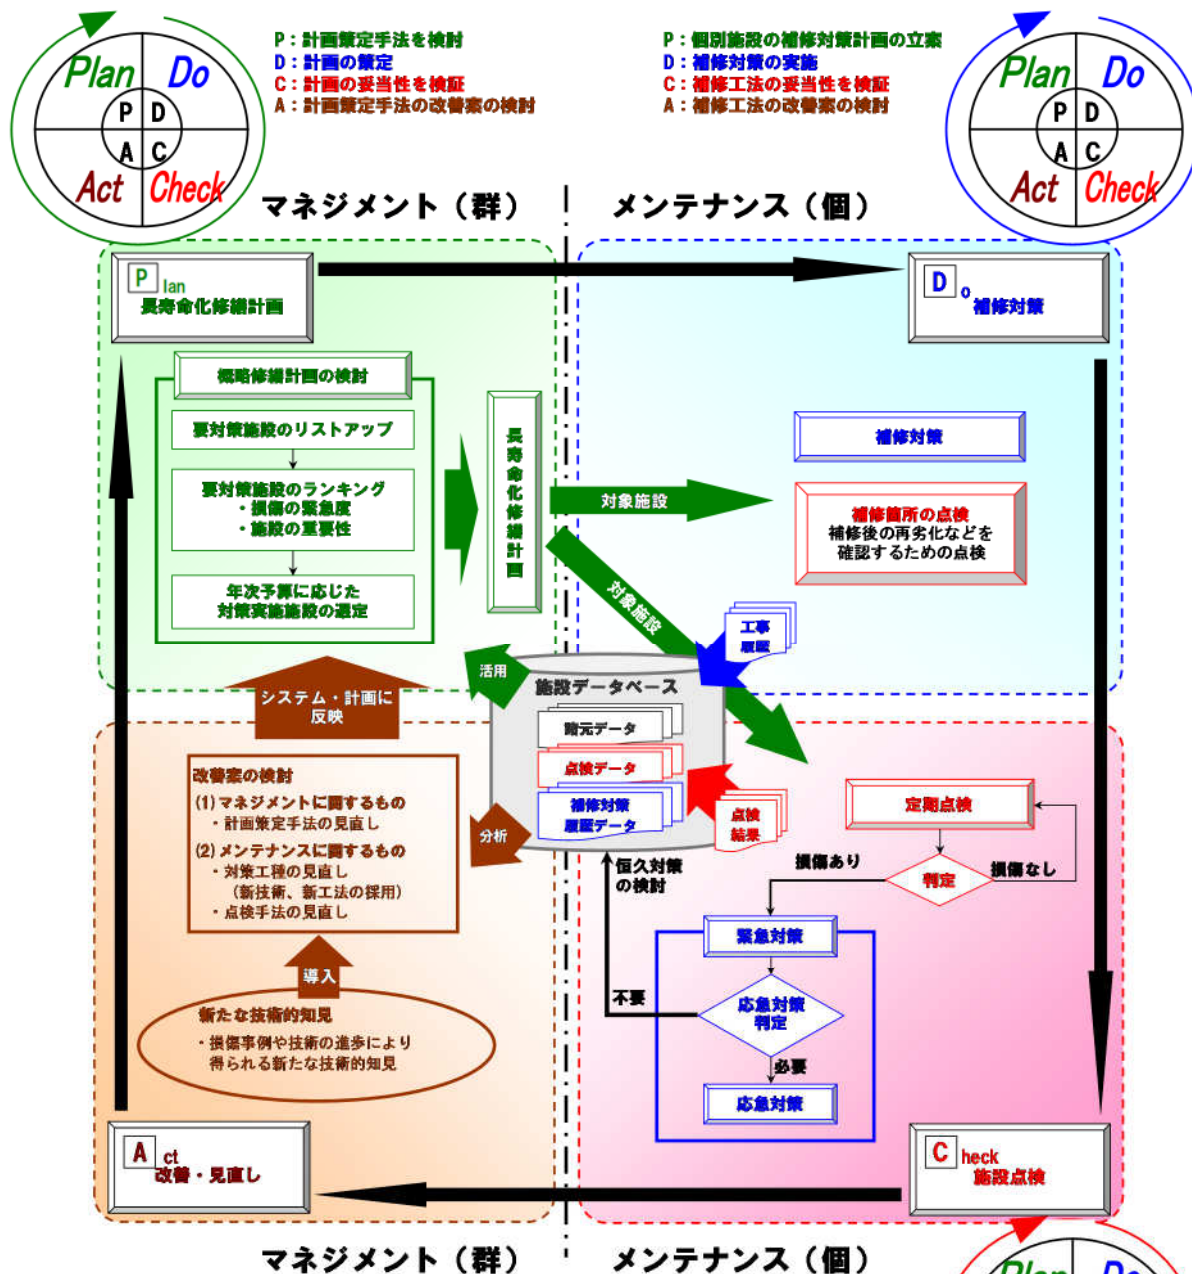 P：計画策定手法を検討
D：計画の策定
C：計画の妥当性を検証
A：計画策定手法の改善案の検討
P：個別施設の補修対策計画の立案
D：補修対策の実施
C：補修工法の妥当性を検証
A：補修工法の改善案の検討
Plan Do
P D
A C
Act Check
Plan Do
P D
A C
Act Check
マネジメント（群）
メンテナンス（個）
Plan
長寿命化修繕計画
Do
補修対策
概略修繕計画の検討
要対策施設のリストアップ
要対策施設のランキング
・損傷の緊急度
・施設の重要性
年次予算に応じた
対策実施施設の選定
長寿命化修繕計画
対象施設
対象施設
補修対策
補修箇所の点検
補修後の再劣化などを
確認するための点検
工事
履歴
活用
施設データベース
諸元データ
点検データ
補修対策
履歴データ
分析
点検
結果
システム・計画に
反映
改善案の検討
(1)マネジメントに関するもの
・計画策定手法の見直し
(2)メンテナンスに関するもの
・対策工種の見直し
（新技術、新工法の採用）
・点検手法の見直し
導入
新たな技術的知見
・損傷事例や技術の進歩により
得られる新たな技術的知見
定期点検
判定
損傷なし
損傷あり
恒久対策
の検討
緊急対策
応急対策
判定
不要
必要
応急対策
Act
改善・見直し
Check
施設点検
マネジメント（群）
メンテナンス（個）
Plan Do